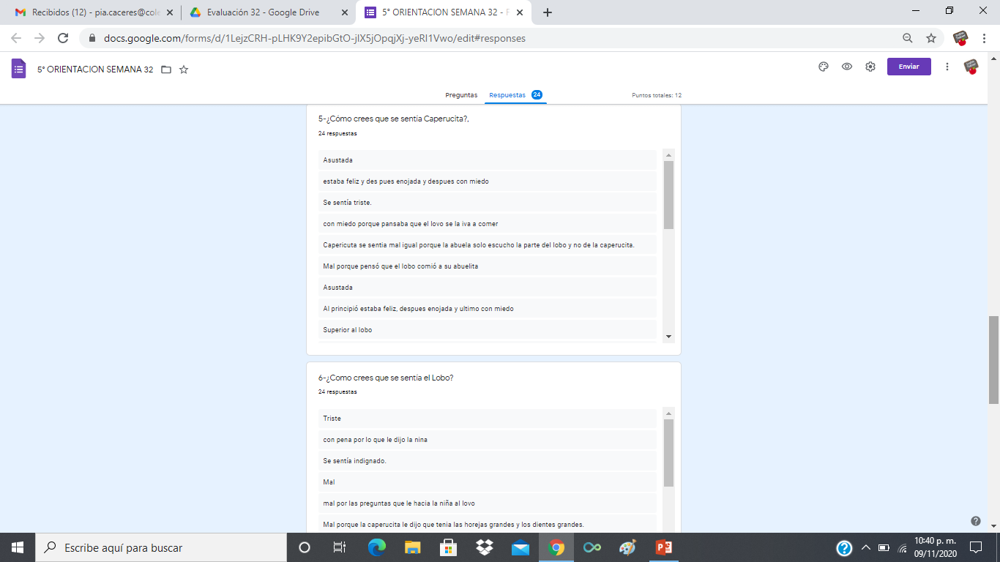 Recibidos (12) - pia.caceres@cole
Evaluación 32 - Google Drive
5° ORIENTACION SEMANA 32 - F
docs.google.com/forms/d/1LejzCRH-pLHK9Y2epibGtO-jlX5jOpqjXj-yeRI1Vwo/edit#responses
5° ORIENTACION SEMANA 32
Enviar
Preguntas
Respuestas 24
Puntos totales: 12
5-¿Cómo crees que se sentía Caperucita?,
24 respuestas
Asustada
estaba feliz y des pues enojada y despues con miedo
Se sentía triste.
con miedo porque pansaba que el lovo se la iva a comer
Capericuta se sentia mal igual porque la abuela solo escucho la parte del lobo y no de la caperucita.
Mal porque pensó que el lobo comió a su abuelita
Asustada
Al principió estaba feliz, despues enojada y ultimo con miedo
Superior al lobo
6-¿Como crees que se sentía el Lobo?
24 respuestas
Triste
con pena por lo que le dijo la nina
Se sentía indignado.
Mal
mal por las preguntas que le hacia la niña al lovo
Mal porque la caperucita le dijo que tenia las horejas grandes y los dientes grandes.
Escribe aquí para buscar
10:40 p. m.
09/11/2020